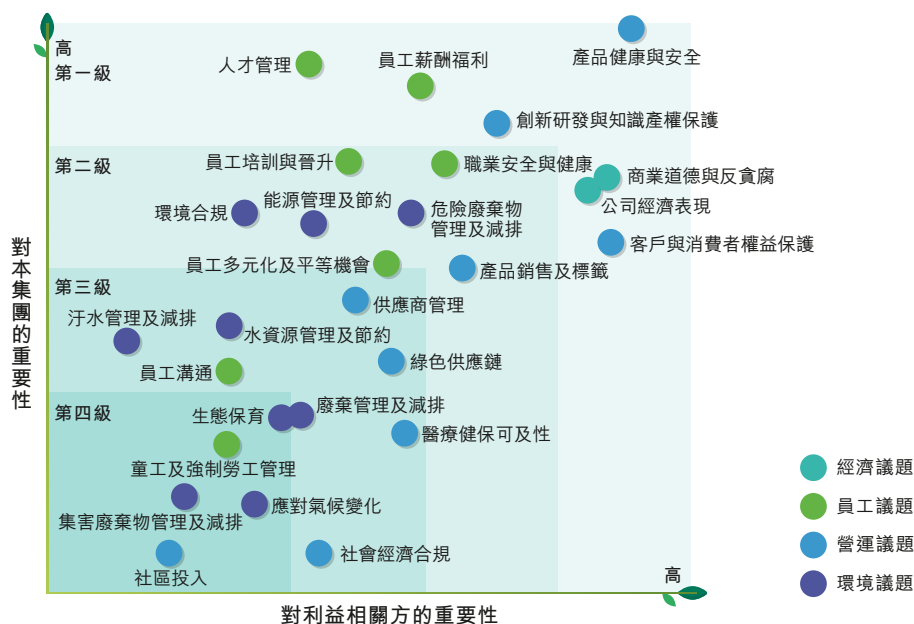 高
第一級
人才管理
員工薪酬福利
產品健康與安全
創新研發與知識產權保護
第二級
員工培訓與晉升
職業安全與健康
商業道德與反貪腐
公司經濟表現
能源管理及節約
環境合規
危險廢棄物
管理及減排
客戶與消費者權益保護
員工多元化及平等機會
產品銷售及標籤
第三級
供應商管理
汙水管理及減排
水資源管理及節約
員工溝通
綠色供應鏈
第四級
生態保育
廢棄管理及減排
醫療健保可及性
童工及強制勞工管理
應對氣候變化
集害廢棄物管理及減排
社會經濟合規
社區投入
高
對本集團的重要性
對利益相關方的重要性
經濟議題
員工議題
營運議題
環境議題